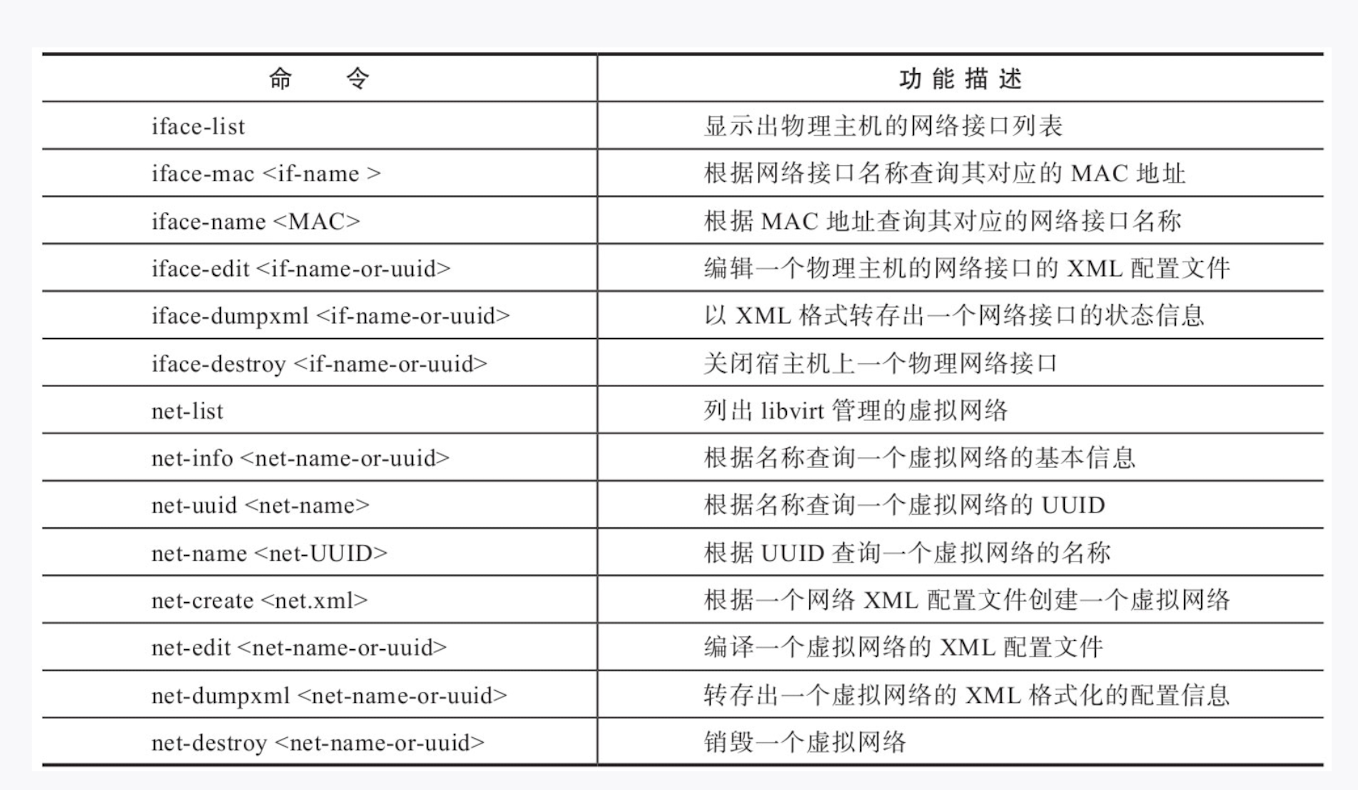 命 令 功能描述
iface-list 显示出物理主机的网络接口列表
iface-mac <if-name > 根据网络接口名称查询其对应的 MAC 地址
iface-name <MAC> 根据 MAC 地址查询其对应的网络接口名称
iface-edit <if-name-or-uuid> 编辑一个物理主机的网络接口的 XML 配置文件
iface-dumpxml <if-name-or-uuid> 以 XML 格式转存出一个网络接口的状态信息
iface-destroy <if-name-or-uuid> 关闭宿主机上一个物理网络接口
net-list 列出 libvirt 管理的虚拟网络
net-info <net-name-or-uuid> 根据名称查询一个虚拟网络的基本信息
net-uuid <net-name> 根据名称查询一个虚拟网络的 UUID
net-name <net-UUID> 根据 UUID 查询一个虚拟网络的名称
net-create <net.xml> 根据一个网络 XML 配置文件创建一个虚拟网络
net-edit <net-name-or-uuid> 编译一个虚拟网络的 XML 配置文件
net-dumpxml <net-name-or-uuid> 转存出一个虚拟网络的 XML 格式化的配置信息
net-destroy <net-name-or-uuid> 销毁一个虚拟网络